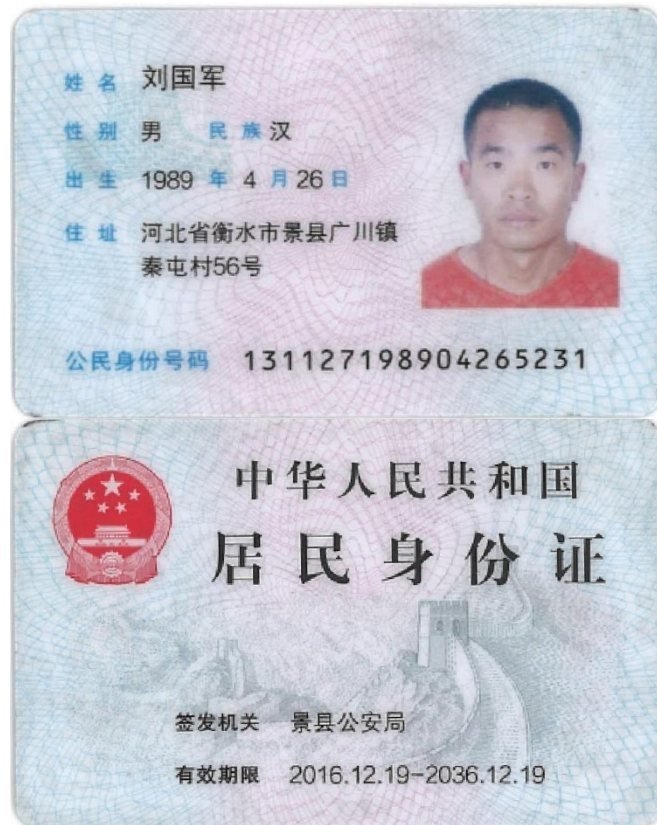 姓名 刘国军
性别 男 民族 汉
出生 1989 年 4 月 26 日
住址 河北省衡水市景县广川镇
秦屯村56号
公民身份号码 131127198904265231
中华人民共和国
居民身份证
签发机关 景县公安局
有效期限 2016.12.19-2036.12.19